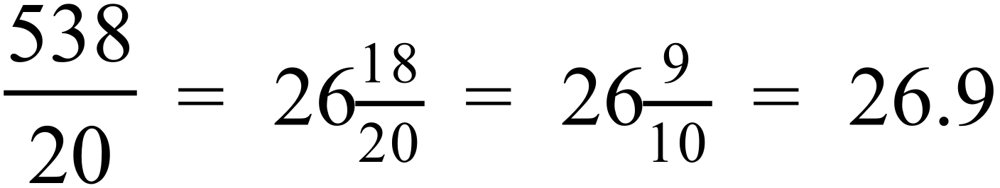 538/20 = 26 18/20 = 26 9/10 = 26.9